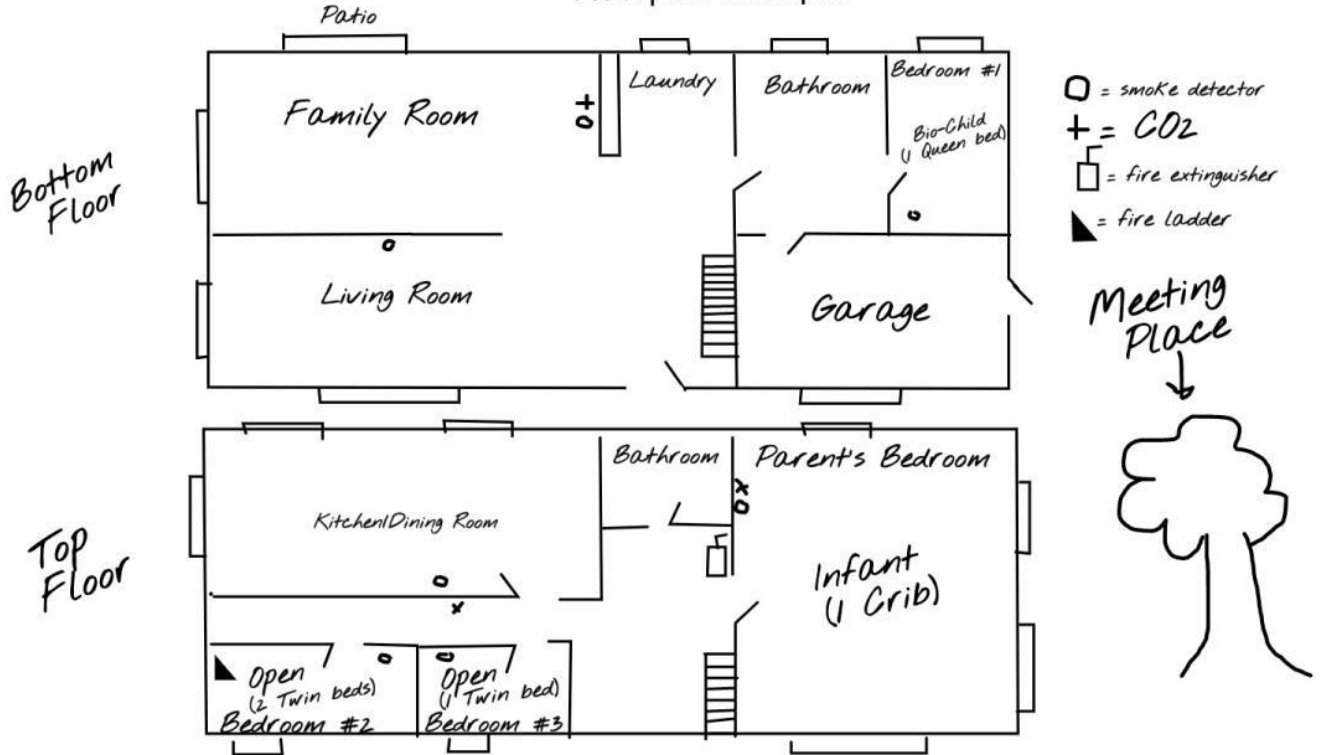 Patio
Bottom
Floor
Family Room
Laundry
Bathroom
Bedroom #1
Bio-Child
(1 Queen bed)
Living Room
Garage
= smoke detector
+ = CO2
= fire extinguisher
= fire ladder
Meeting
Place
Top
Floor
Kitchen/Dining Room
Bathroom
Parent's Bedroom
Infant
(1 Crib)
Open
(2 Twin beds)
Bedroom #2
Open
(1 Twin bed)
Bedroom #3